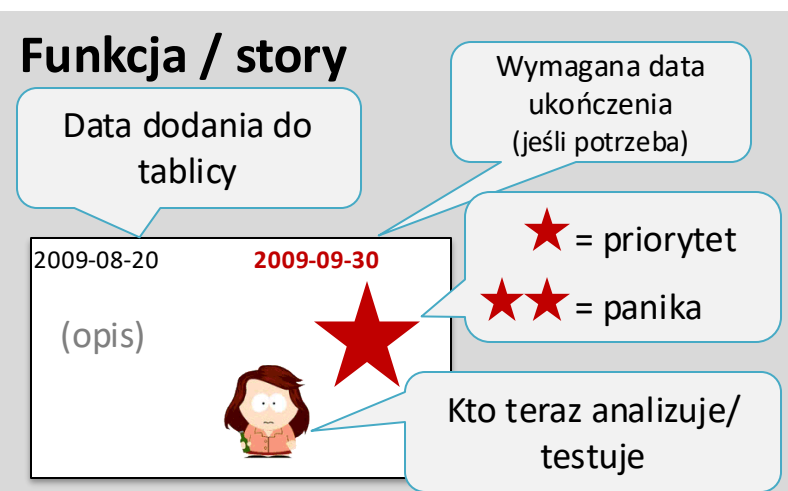 Funkcja / story
Wymagana data
ukończenia
(jeśli potrzeba)
Data dodania do
tablicy
= priorytet
= panika
2009-08-20
2009-09-30
(opis)
Kto teraz analizuje/
testuje